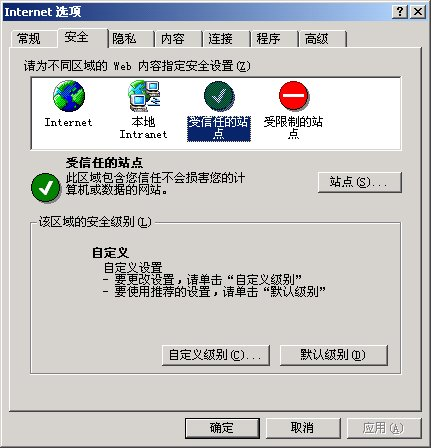 Internet 选项
常规 安全 隐私 内容 连接 程序 高级
请为不同区域的 Web 内容指定安全设置(Z)
Internet
本地
Intranet
受信任的站
点
受限制的站
点
受信任的站点
此区域包含您信任不会损害您的计
算机或数据的网站。
站点(S)...
该区域的安全级别(L)
自定义
自定义设置
- 要更改设置，请单击“自定义级别”
- 要使用推荐的设置，请单击“默认级别”
自定义级别(C)... 默认级别(D)
确定 取消 应用(A)